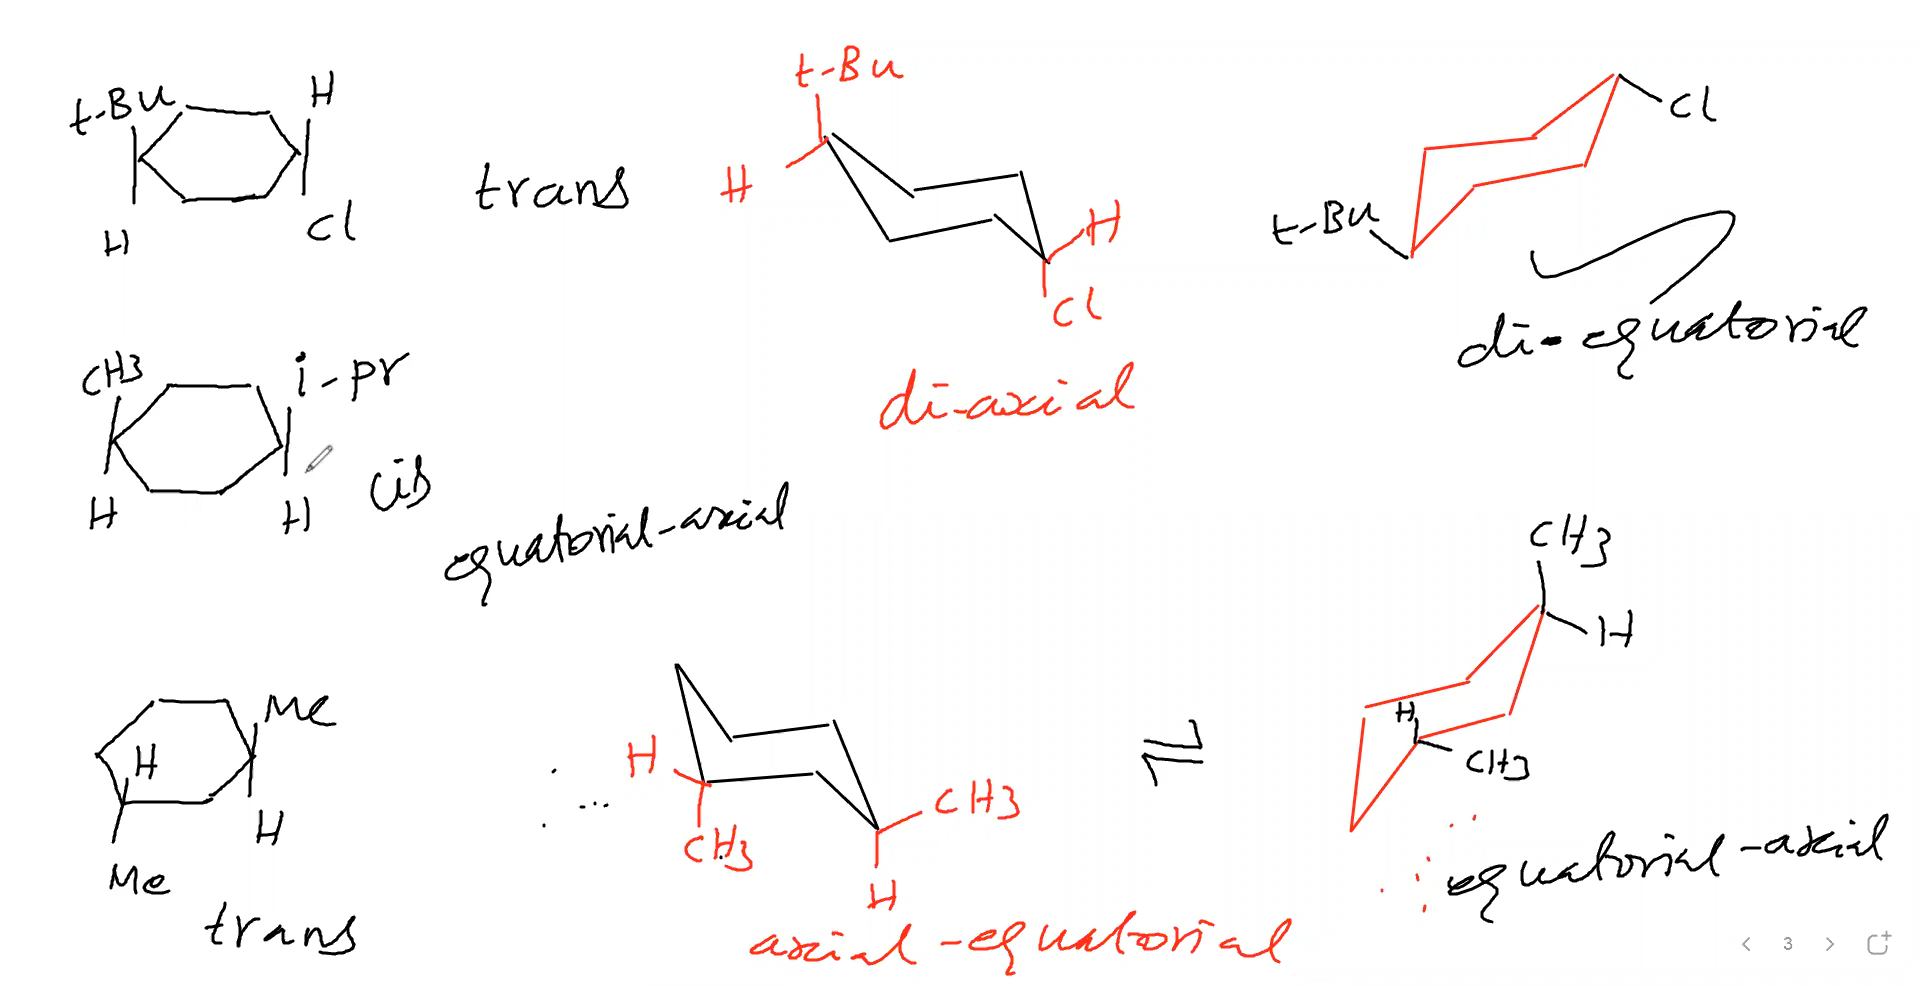 t-Bu
H
H
Cl
trans
t-Bu
H
H
Cl
di-axial
Cl
t-Bu
di-equatorial
CH3
i-pr
H
H
cis
equatorial-axial
Me
H
H
Me
trans
H
CH3
CH3
H
axial-equatorial
CH3
H
H
CH3
equatorial-axial
< 3 >